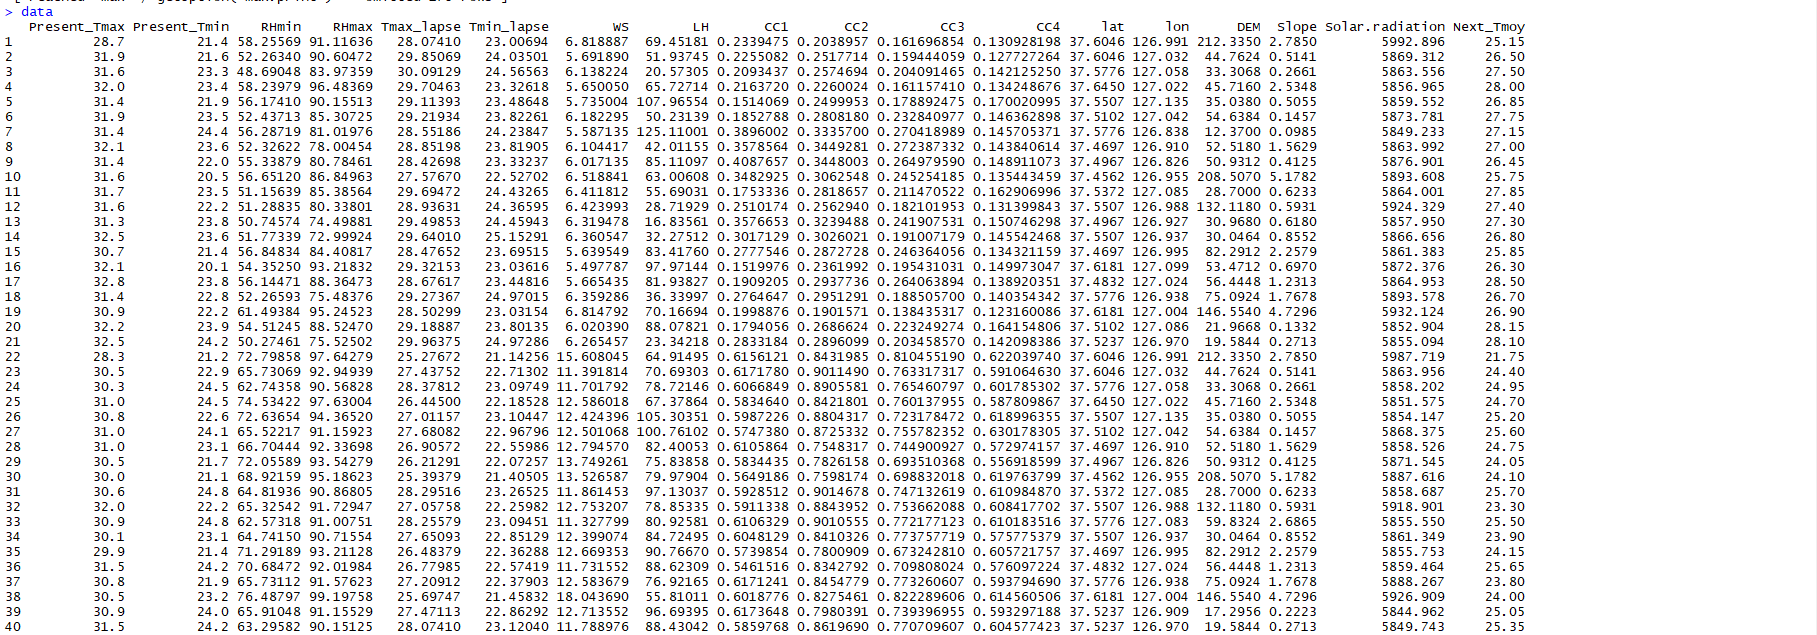 > data
Present_Tmax Present_Tmin RHmin RHmax Tmax_lapse Tmin_lapse WS LH CC1 CC2 CC3 CC4 lat lon DEM Slope Solar.radiation Next_Tmoy
1 28.7 21.4 58.25569 91.11636 28.07410 23.00694 6.818887 69.45181 0.2339475 0.2038957 0.161696854 0.130928198 37.6046 126.991 212.3350 2.7850 5992.896 25.15
2 31.9 21.6 52.26340 90.60472 29.85069 24.03501 5.691890 51.93745 0.2255082 0.2517714 0.159444059 0.127727264 37.6046 127.032 44.7624 0.5141 5869.312 26.50
3 31.6 23.3 48.69048 83.97359 30.09129 24.56563 6.138224 20.57305 0.2093437 0.2574694 0.204091465 0.142125250 37.5776 127.058 33.3068 0.2661 5863.556 27.50
4 32.0 23.4 58.23979 96.48369 29.70463 23.32618 5.650050 65.72714 0.2163720 0.2260024 0.161157410 0.134248676 37.6450 127.022 45.7160 2.5348 5856.965 28.00
5 31.4 21.9 56.17410 90.15513 29.11393 23.48648 5.735004 107.96554 0.1514069 0.2499953 0.178892475 0.170020995 37.5507 127.135 35.0380 0.5055 5859.552 26.85
6 31.9 23.5 52.43713 85.30725 29.21934 23.82261 6.182295 50.23139 0.1852788 0.2808180 0.232840977 0.146362898 37.5102 127.042 54.6384 0.1457 5873.781 27.75
7 31.4 24.4 56.28719 81.01976 28.55186 24.23847 5.587135 125.11001 0.3896002 0.3335700 0.270418989 0.145705371 37.5776 126.838 12.3700 0.0985 5849.233 27.15
8 32.1 23.6 52.32622 78.00454 28.85198 23.81905 6.104417 42.01155 0.3578564 0.3449281 0.272387332 0.143840614 37.4697 126.910 52.5180 1.5629 5863.992 27.00
9 31.4 22.0 55.33879 80.78461 28.42698 23.33237 6.017135 85.11097 0.4087657 0.3448003 0.264979590 0.148911073 37.4967 126.826 50.9312 0.4125 5876.901 26.45
10 31.6 20.5 56.65120 86.84963 27.57670 22.52702 6.518841 63.00608 0.3482925 0.3062548 0.245254185 0.135443459 37.4562 126.955 208.5070 5.1782 5893.608 25.75
11 31.7 23.5 51.15639 85.38564 29.69472 24.43265 6.411812 55.69031 0.1753336 0.2818657 0.211470522 0.162906996 37.5372 127.085 28.7000 0.6233 5864.001 27.85
12 31.6 22.2 51.28835 80.33801 28.93631 24.36595 6.423993 28.71929 0.2510174 0.2562940 0.182101953 0.131399843 37.5507 126.988 132.1180 0.5931 5924.329 27.40
13 31.3 23.8 50.74574 74.49881 29.49853 24.45943 6.319478 16.83561 0.3576653 0.3239488 0.241907531 0.150746298 37.4967 126.927 30.9680 0.6180 5857.950 27.30
14 32.5 23.6 51.77339 72.99924 29.64010 25.15291 6.360547 32.27512 0.3017129 0.3026021 0.191007179 0.145542468 37.5507 126.937 30.0464 0.8552 5866.656 26.80
15 30.7 21.4 56.84834 84.40817 28.47652 23.69515 5.639549 83.41760 0.2777546 0.2872728 0.246364056 0.134321159 37.4697 126.995 82.2912 2.2579 5861.383 25.85
16 32.1 20.1 54.35250 93.21832 29.32153 23.03616 5.497787 97.97144 0.1519976 0.2361992 0.195431031 0.149973047 37.6181 127.099 53.4712 0.6970 5872.376 26.30
17 32.8 23.8 56.14471 88.36473 28.67617 23.44816 5.665435 81.93827 0.1909205 0.2937736 0.264063894 0.138920351 37.4832 127.024 56.4448 1.2313 5864.953 28.50
18 31.4 22.8 52.26593 75.48376 29.27367 24.97015 6.359286 36.33997 0.2764647 0.2951291 0.188505700 0.140354342 37.5776 126.938 75.0924 1.7678 5893.578 26.70
19 30.9 22.2 61.49384 95.24523 28.50299 23.03154 6.814792 70.16694 0.1998876 0.1901571 0.138435317 0.123160086 37.6181 127.004 146.5540 4.7296 5932.124 26.90
20 32.2 23.9 54.51245 88.52470 29.18887 23.80135 6.020390 88.07821 0.1794056 0.2686624 0.223249274 0.164154806 37.5102 127.086 21.9668 0.1332 5852.904 28.15
21 32.5 24.2 50.27461 75.52502 29.96375 24.97286 6.265457 23.34218 0.2833184 0.2896099 0.203458570 0.142098386 37.5237 126.970 19.5844 0.2713 5855.094 28.10
22 28.3 21.2 72.79858 97.64279 25.27672 21.14256 15.608045 64.91495 0.6156121 0.8431985 0.810455190 0.622039740 37.6046 126.991 212.3350 2.7850 5987.719 21.75
23 30.5 22.9 65.73069 92.94939 27.43752 22.71302 11.391814 70.69303 0.6171780 0.9011490 0.763317317 0.591064630 37.6046 127.032 44.7624 0.5141 5863.956 24.40
24 30.3 24.5 62.74358 90.56828 28.37812 23.09749 11.701792 78.72146 0.6066849 0.8905581 0.765460797 0.601785302 37.5776 127.058 33.3068 0.2661 5858.202 24.95
25 31.0 24.5 74.53422 97.63004 26.44500 22.18528 12.586018 67.37864 0.5834640 0.8421801 0.760137955 0.587809867 37.6450 127.022 45.7160 2.5348 5851.575 24.70
26 30.8 22.6 72.63654 94.36520 27.01157 23.10447 12.424396 105.30351 0.5987226 0.8804317 0.723178472 0.618996355 37.5507 127.135 35.0380 0.5055 5854.147 25.20
27 31.0 24.1 65.52217 91.15923 27.68082 22.96796 12.501068 100.76102 0.5747380 0.8725332 0.755782352 0.630178305 37.5102 127.042 54.6384 0.1457 5868.375 25.60
28 31.0 23.1 66.70444 92.33698 26.90572 22.55986 12.794570 82.40053 0.6105864 0.7548317 0.744900927 0.572974157 37.4697 126.910 52.5180 1.5629 5858.526 24.75
29 30.5 21.7 72.05589 93.54279 26.21291 22.07257 13.749261 75.83858 0.5834435 0.7826158 0.693510368 0.556918599 37.4967 126.826 50.9312 0.4125 5871.545 24.05
30 30.0 21.1 68.92159 95.18623 25.39379 21.40505 13.526587 79.97904 0.5649186 0.7598174 0.698832018 0.619763799 37.4562 126.955 208.5070 5.1782 5887.616 24.10
31 30.6 24.8 64.81936 90.86805 28.29516 23.26525 11.861453 97.13037 0.5928512 0.9014678 0.747132619 0.610984870 37.5372 127.085 28.7000 0.6233 5858.687 25.70
32 32.0 22.2 65.32542 91.72947 27.05758 22.25982 12.753207 78.85335 0.5911338 0.8843952 0.753662088 0.608417702 37.5507 126.988 132.1180 0.5931 5918.901 23.30
33 30.9 24.8 62.57318 91.00751 28.25579 23.09451 11.327799 80.92581 0.6106329 0.9010555 0.772177123 0.610183516 37.5776 127.083 59.8324 2.6865 5855.550 25.50
34 30.1 23.1 64.74150 90.71554 27.65093 22.85129 12.399074 84.72495 0.6048129 0.8410326 0.773757717 0.575775379 37.5507 126.937 30.0464 0.8552 5861.349 23.90
35 29.9 21.4 71.29189 93.21128 26.48379 22.36288 12.669353 90.76670 0.5739854 0.7800909 0.673242810 0.605721757 37.4697 126.995 82.2912 2.2579 5855.753 24.15
36 31.5 24.2 70.68472 92.01984 26.77985 22.57419 11.731552 88.62309 0.5461516 0.8342792 0.709808024 0.576097224 37.4832 127.024 56.4448 1.2313 5859.464 25.65
37 30.8 21.9 65.73112 91.57623 27.20912 22.37903 12.583679 76.92165 0.6171241 0.8454779 0.773260607 0.593794690 37.5776 126.938 75.0924 1.7678 5888.267 23.80
38 30.5 23.2 76.48797 99.19758 25.69747 21.45832 18.043690 55.81011 0.6018776 0.8275461 0.822289606 0.614560506 37.6181 127.004 146.5540 4.7296 5926.909 24.00
39 30.9 24.0 65.91048 91.15529 27.47113 22.86292 12.713552 96.69395 0.6173648 0.7980391 0.739396955 0.593297188 37.5237 126.909 17.2956 0.2223 5844.962 25.05
40 31.5 24.2 63.29582 90.15125 28.07410 23.12040 11.788976 88.43042 0.5859768 0.8619690 0.770709607 0.604577423 37.5237 126.970 19.5844 0.2713 5849.743 25.35